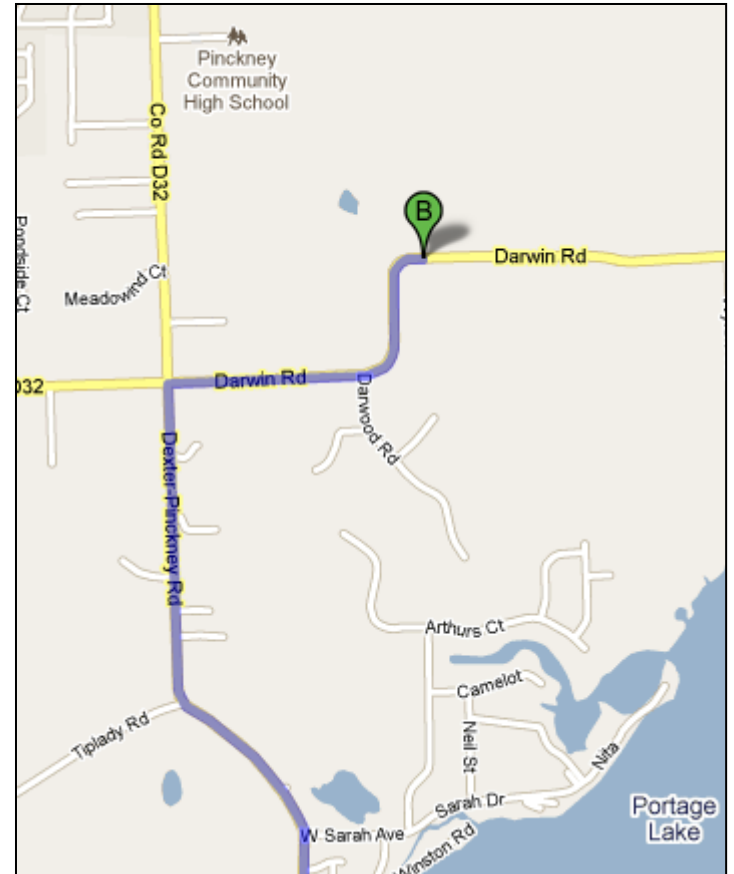 Pinckney
Community
High School
Co Rd D32
B
Darwin Rd
Pondside Ct
Meadowind Ct
D32
Darwin Rd
Darwood Rd
Dexter-Pinckney Rd
Arthurs Ct
Camelot
Tiplady Rd
Neil St
Nita
Sarah Dr
Portage
Lake
W Sarah Ave
Winston Rd